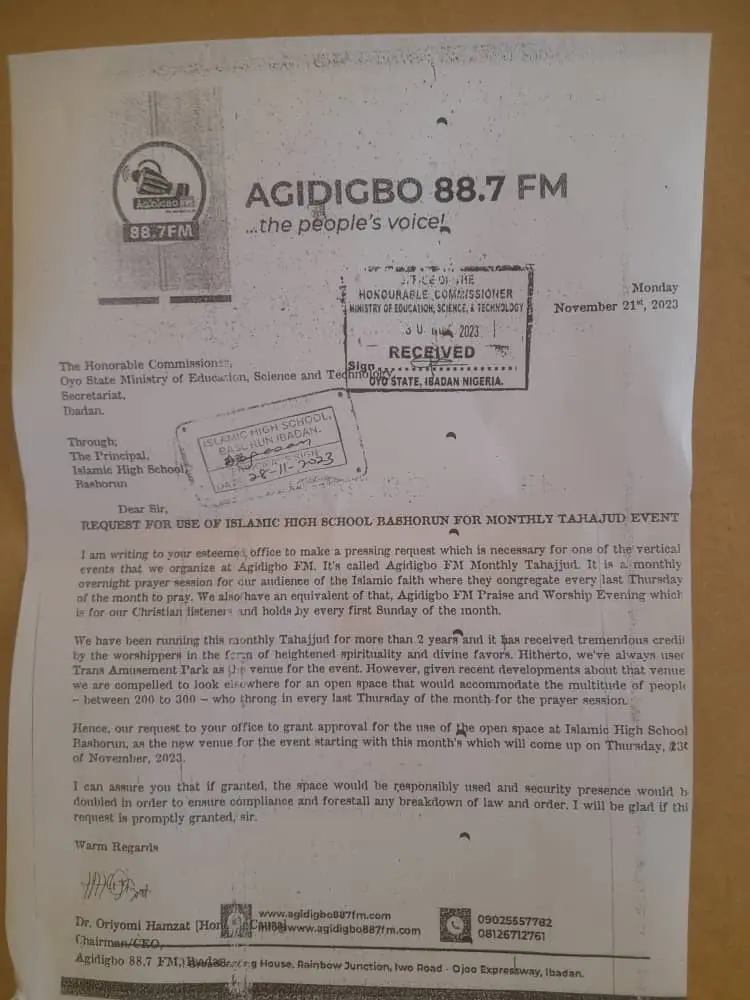 Agidigbo FM
88.7FM
AGIDIGBO 88.7 FM
...the people's voice!
OFFICE OF THE
HONOURABLE COMMISSIONER
MINISTRY OF EDUCATION, SCIENCE, & TECHNOLOGY
2023
RECEIVED
Sign
OYO STATE, IBADAN NIGERIA.
Monday
November 21st, 2023
The Honorable Commissioner,
Oyo State Ministry of Education, Science and Technology
Secretariat,
Ibadan.
ISLAMIC HIGH SCHOOL,
BASORUN IBADAN.
PRINCIPAL SIGN
DATE 28-11-2023
Through;
The Principal,
Islamic High School,
Bashorun
Dear Sir,
REQUEST FOR USE OF ISLAMIC HIGH SCHOOL BASHORUN FOR MONTHLY TAHAJUD EVENT
I am writing to your esteemed office to make a pressing request which is necessary for one of the vertical
events that we organize at Agidigbo FM. It's called Agidigbo FM Monthly Tahajjud. It is a monthly
overnight prayer session for our audience of the Islamic faith where they congregate every last Thursday
of the month to pray. We also have an equivalent of that, Agidigbo FM Praise and Worship Evening which
is for our Christian listeners and holds by every first Sunday of the month.
We have been running this monthly Tahajjud for more than 2 years and it has received tremendous credit
by the worshippers in the form of heightened spirituality and divine favors. Hitherto, we've always user
Trans Amusement Park as the venue for the event. However, given recent developments about that venue
we are compelled to look elsewhere for an open space that would accommodate the multitude of people
– between 200 to 300 – who throng in every last Thursday of the month for the prayer session.
Hence, our request to your office to grant approval for the use of the open space at Islamic High School
Bashorun, as the new venue for the event starting with this month's which will come up on Thursday,
of November, 2023.
I can assure you that if granted, the space would be responsibly used and security presence would b
doubled in order to ensure compliance and forestall any breakdown of law and order. I will be glad if thi
request is promptly granted, sir.
Warm Regards
Dr. Oriyomi Hamzat
Chairman/CEO,
Agidigbo 88.7 FM, Ibadan
www.agidigbo887fm.com
info@www.agidigbo887fm.com
09025557782
08126712761
House, Rainbow Junction, Iwo Road - Ojoo Expressway, Ibadan.